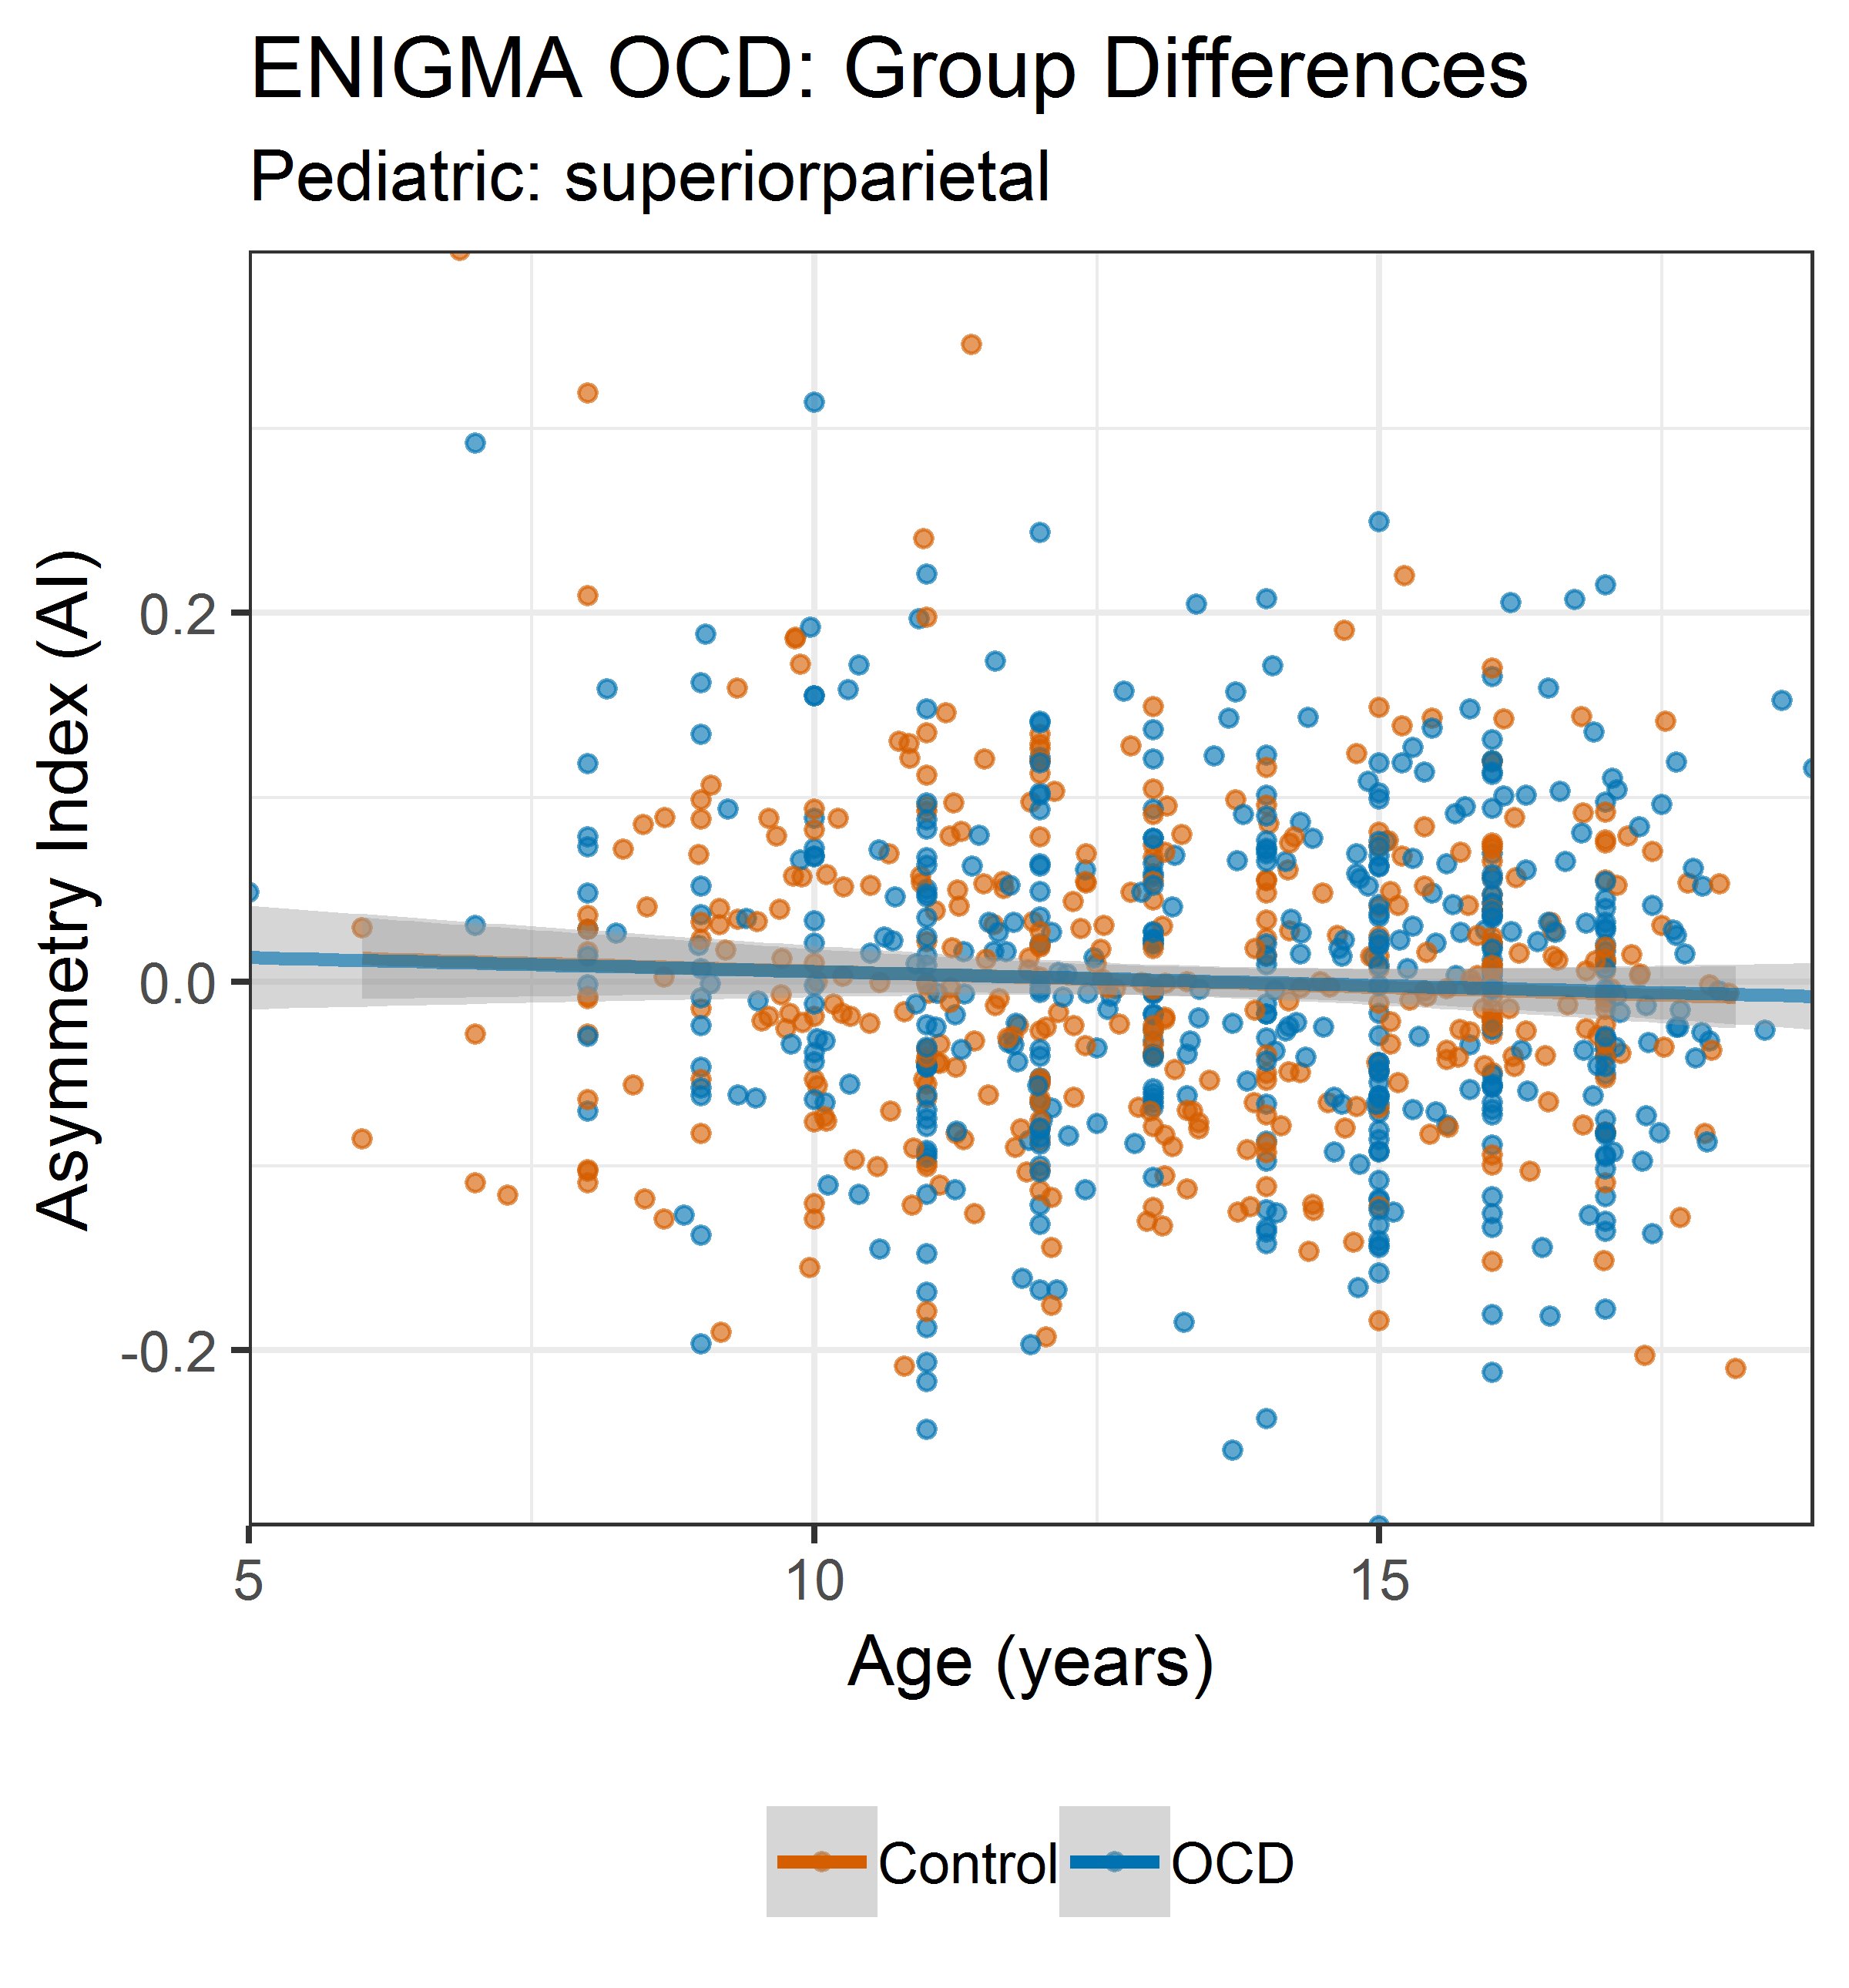 ENIGMA OCD: Group Differences
Pediatric: superiorparietal
Asymmetry Index (AI)
0.2
0.0
-0.2
5 10 15
Age (years)
Control OCD